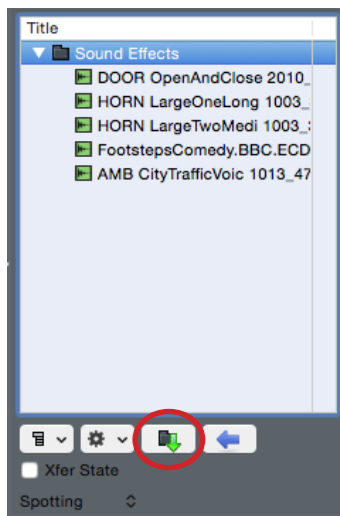 Title
Sound Effects
DOOR OpenAndClose 2010_
HORN LargeOneLong 1003_
HORN LargeTwoMedi 1003_
FootstepsComedy.BBC.ECD
AMB CityTrafficVoic 1013_47
Xfer State
Spotting